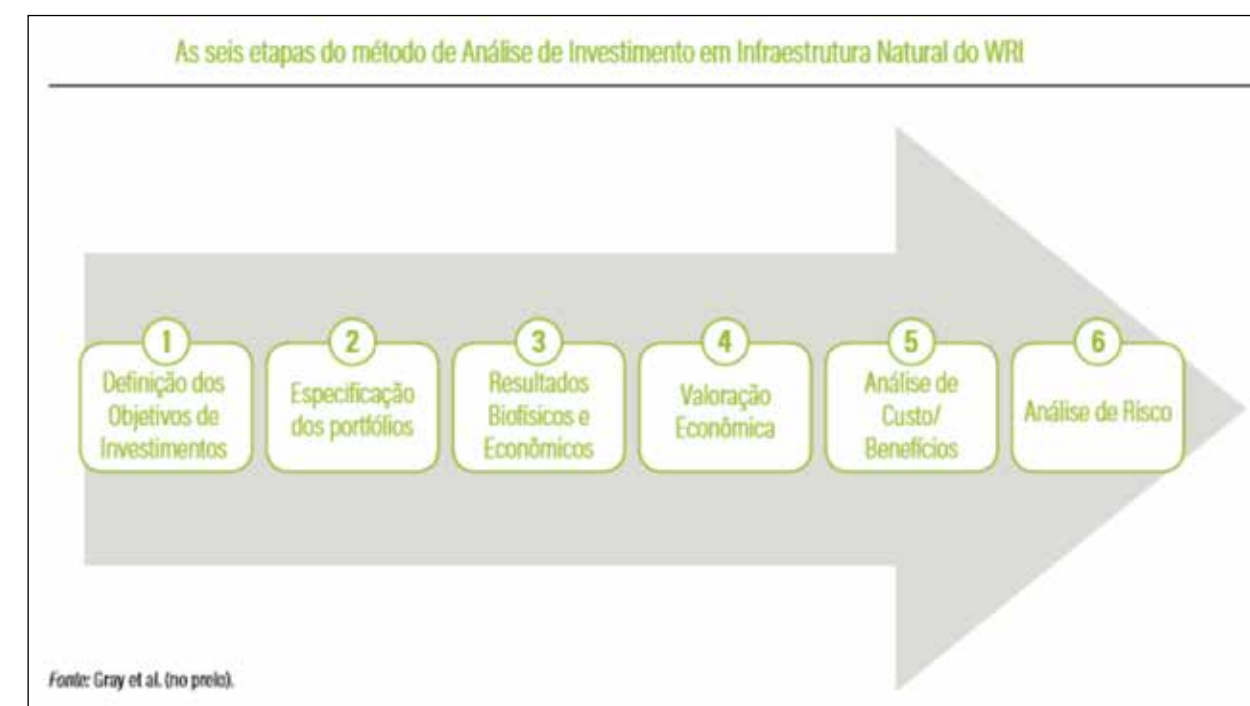 As seis etapas do método de Análise de Investimento em Infraestrutura Natural do WRI
1
Definição dos
Objetivos de
Investimentos
2
Especificação
dos portfólios
3
Resultados
Biofísicos e
Econômicos
4
Valoração
Econômica
5
Análise de
Custo/
Benefícios
6
Análise de Risco
Fonte: Gray et al. (no prelo).